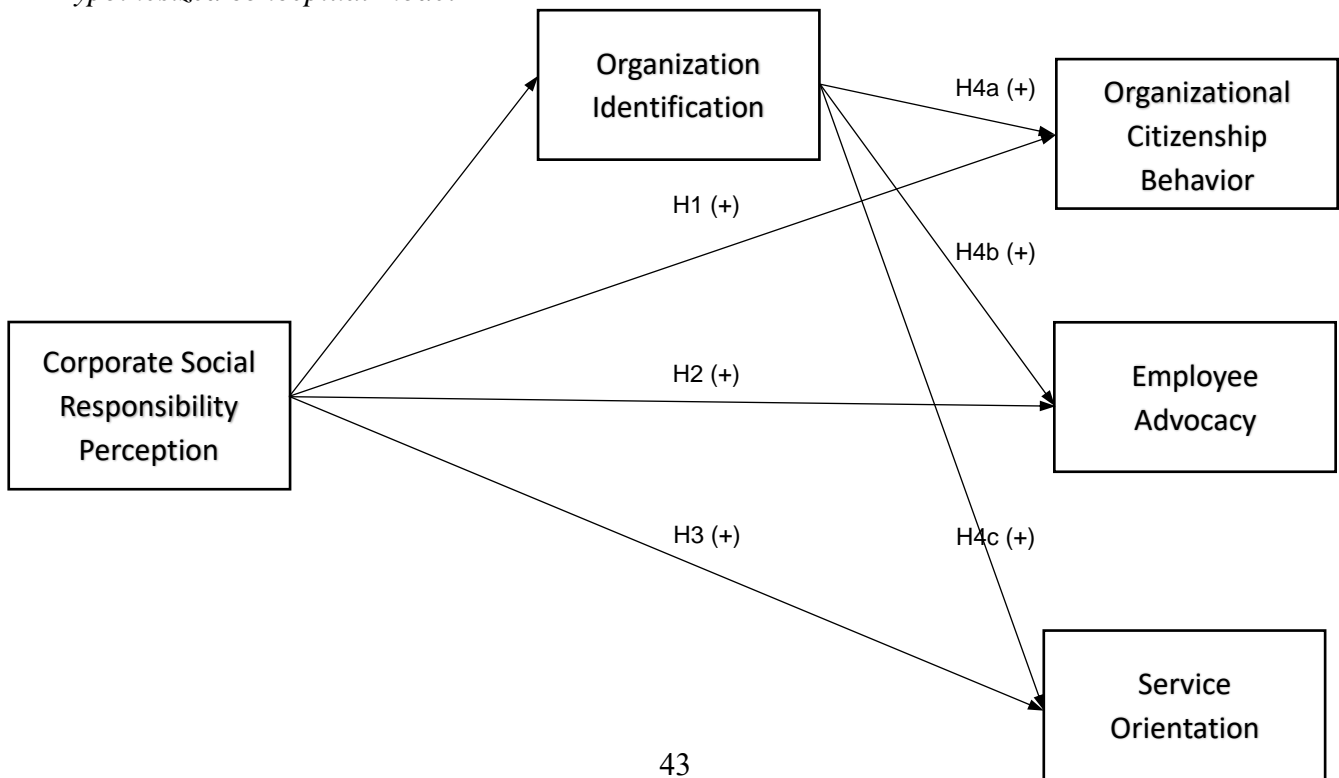 Organization
Identification
H4a (+)
Organizational
Citizenship
Behavior
H1 (+)
H4b (+)
Corporate Social
Responsibility
Perception
H2 (+)
Employee
Advocacy
H3 (+)
H4c (+)
Service
Orientation
43